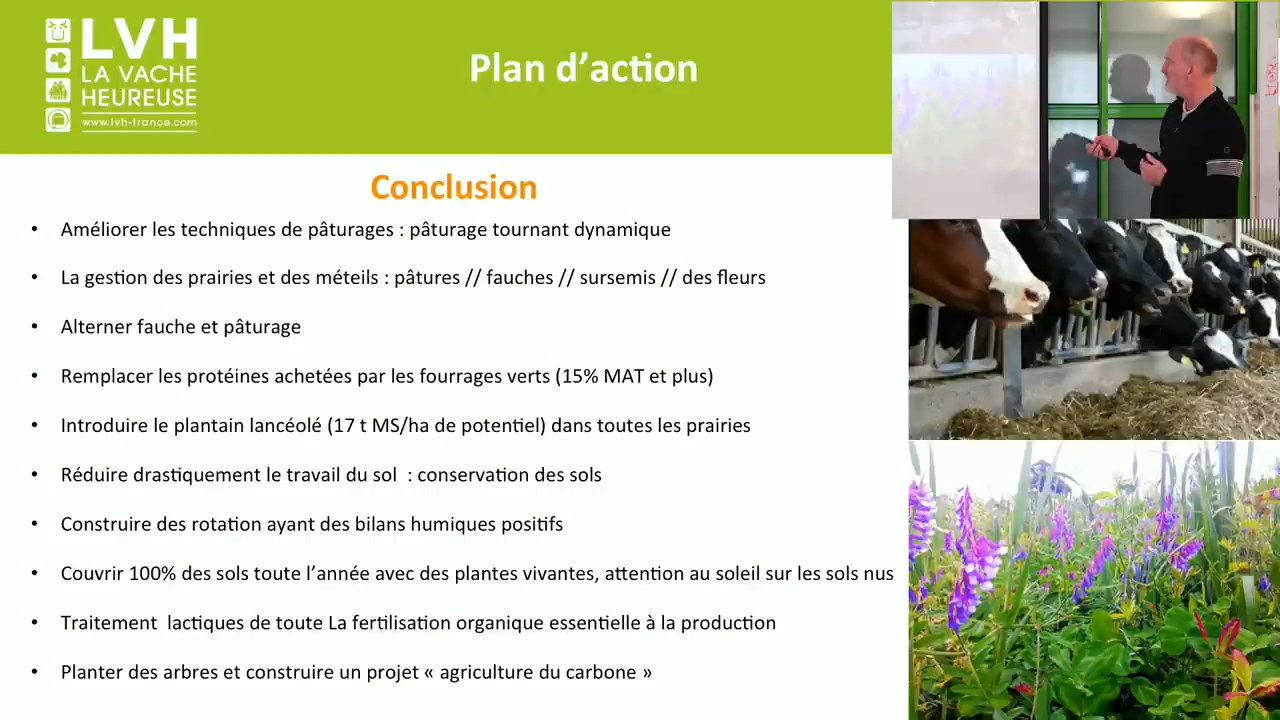 LVH
LA VACHE
HEUREUSE
www.lvh-france.com
Plan d’action
Conclusion
• Améliorer les techniques de pâturages : pâturage tournant dynamique
• La gestion des prairies et des méteils : pâtures // fauches // sursemis // des fleurs
• Alterner fauche et pâturage
• Remplacer les protéines achetées par les fourrages verts (15% MAT et plus)
• Introduire le plantain lancéolé (17 t MS/ha de potentiel) dans toutes les prairies
• Réduire drastiquement le travail du sol  : conservation des sols
• Construire des rotation ayant des bilans humiques positifs
• Couvrir 100% des sols toute l’année avec des plantes vivantes, attention au soleil sur les sols nus
• Traitement  lactiques de toute La fertilisation organique essentielle à la production
• Planter des arbres et construire un projet « agriculture du carbone »